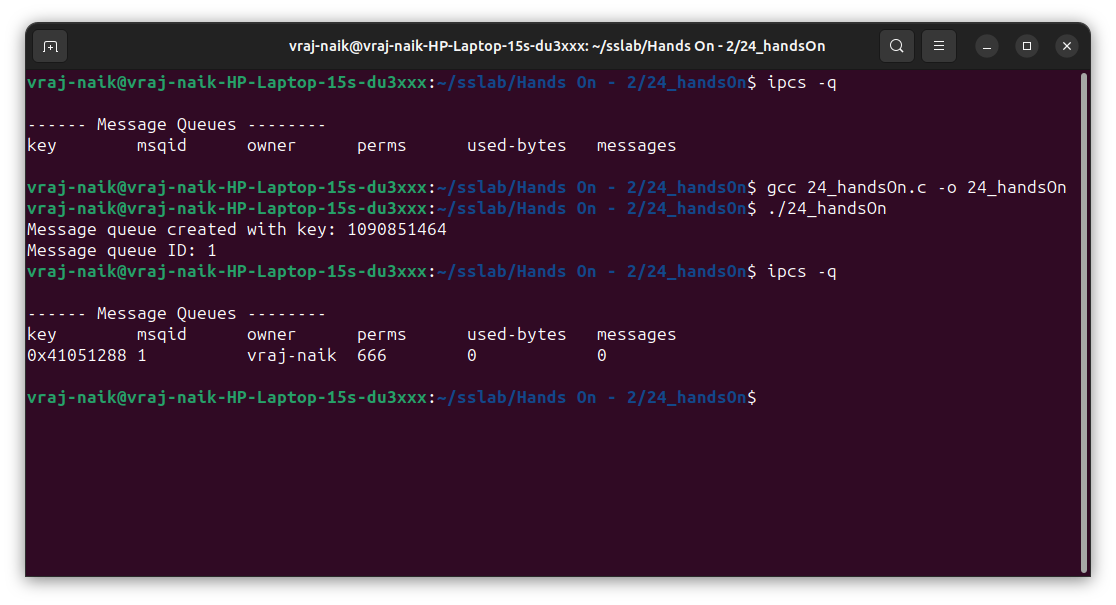 vraj-naik@vraj-naik-HP-Laptop-15s-du3xxx: ~/sslab/Hands On - 2/24_handsOn
vraj-naik@vraj-naik-HP-Laptop-15s-du3xxx:~/sslab/Hands On - 2/24_handsOn$ ipcs -q
------ Message Queues --------
key        msqid      owner      perms      used-bytes   messages
vraj-naik@vraj-naik-HP-Laptop-15s-du3xxx:~/sslab/Hands On - 2/24_handsOn$ gcc 24_handsOn.c -o 24_handsOn
vraj-naik@vraj-naik-HP-Laptop-15s-du3xxx:~/sslab/Hands On - 2/24_handsOn$ ./24_handsOn
Message queue created with key: 1090851464
Message queue ID: 1
vraj-naik@vraj-naik-HP-Laptop-15s-du3xxx:~/sslab/Hands On - 2/24_handsOn$ ipcs -q
------ Message Queues --------
key        msqid      owner      perms      used-bytes   messages
0x41051288 1          vraj-naik  666        0            0
vraj-naik@vraj-naik-HP-Laptop-15s-du3xxx:~/sslab/Hands On - 2/24_handsOn$